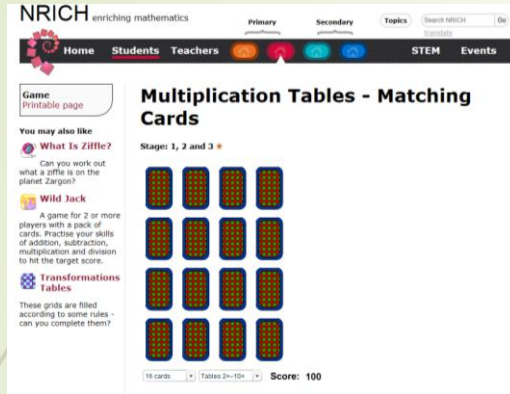 NRICH enriching mathematics
Primary
Secondary
Topics
Search NRICH
Go
translate
Home
Students
Teachers
STEM
Events
Game
Printable page
You may also like
What Is Ziffle?
Can you work out
what a ziffle is on the
planet Zargon?
Wild Jack
A game for 2 or more
players with a pack of
cards. Practise your skills
of addition, subtraction,
multiplication and division
to hit the target score.
Transformations
Tables
These grids are filled
according to some rules -
can you complete them?
Multiplication Tables - Matching
Cards
Stage: 1, 2 and 3
16 cards
Tables 2×-10×
Score: 100